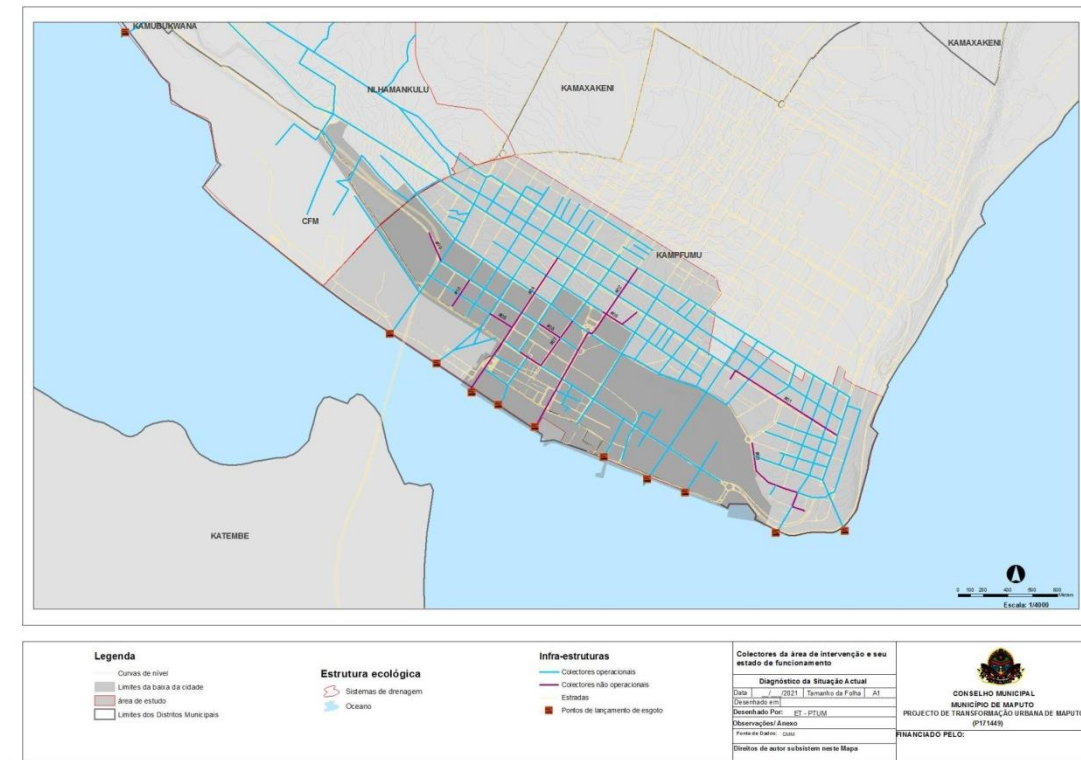 KAMUBUKWANA
KAMAXAKENI
NLHAMANKULU
KAMAXAKENI
CFM
KAMPFUMU
KATEMBE
Escala: 1/4000
Legenda
Curvas de nível
Limites da baixa da cidade
área de estudo
Limites dos Distritos Municipais
Estrutura ecológica
Sistemas de drenagem
Oceano
Infra-estruturas
Colectores operacionais
Colectores não operacionais
Estradas
Pontos de lançamento de esgoto
Colectores da área de intervenção e seu
estado de funcionamento
Diagnóstico da Situação Actual
Data __/__/2021 Tamanho da Folha A1
Desenhado em
Desenhado Por: ET - PTUM
Observações/ Anexo
Fonte de Dados: CMM
Direitos de autor subsistem neste Mapa
CONSELHO MUNICIPAL
MUNICÍPIO DE MAPUTO
PROJECTO DE TRANSFORMAÇÃO URBANA DE MAPUTO
(P171449)
FINANCIADO PELO: